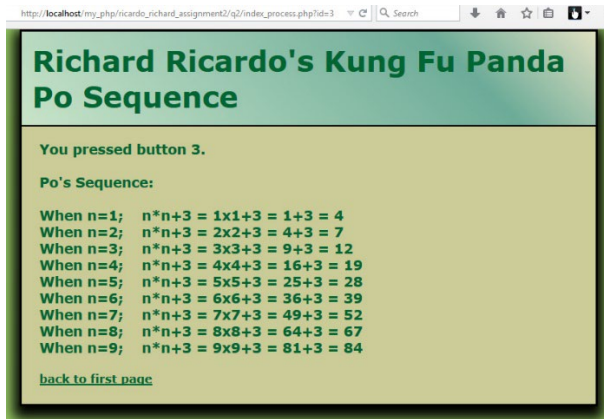 http://localhost/my_php/ricardo_richard_assignment2/q2/index_process.php?id=3 Search
Richard Ricardo's Kung Fu Panda
Po Sequence
You pressed button 3.
Po's Sequence:
When n=1; n*n+3 = 1x1+3 = 1+3 = 4
When n=2; n*n+3 = 2x2+3 = 4+3 = 7
When n=3; n*n+3 = 3x3+3 = 9+3 = 12
When n=4; n*n+3 = 4x4+3 = 16+3 = 19
When n=5; n*n+3 = 5x5+3 = 25+3 = 28
When n=6; n*n+3 = 6x6+3 = 36+3 = 39
When n=7; n*n+3 = 7x7+3 = 49+3 = 52
When n=8; n*n+3 = 8x8+3 = 64+3 = 67
When n=9; n*n+3 = 9x9+3 = 81+3 = 84
back to first page